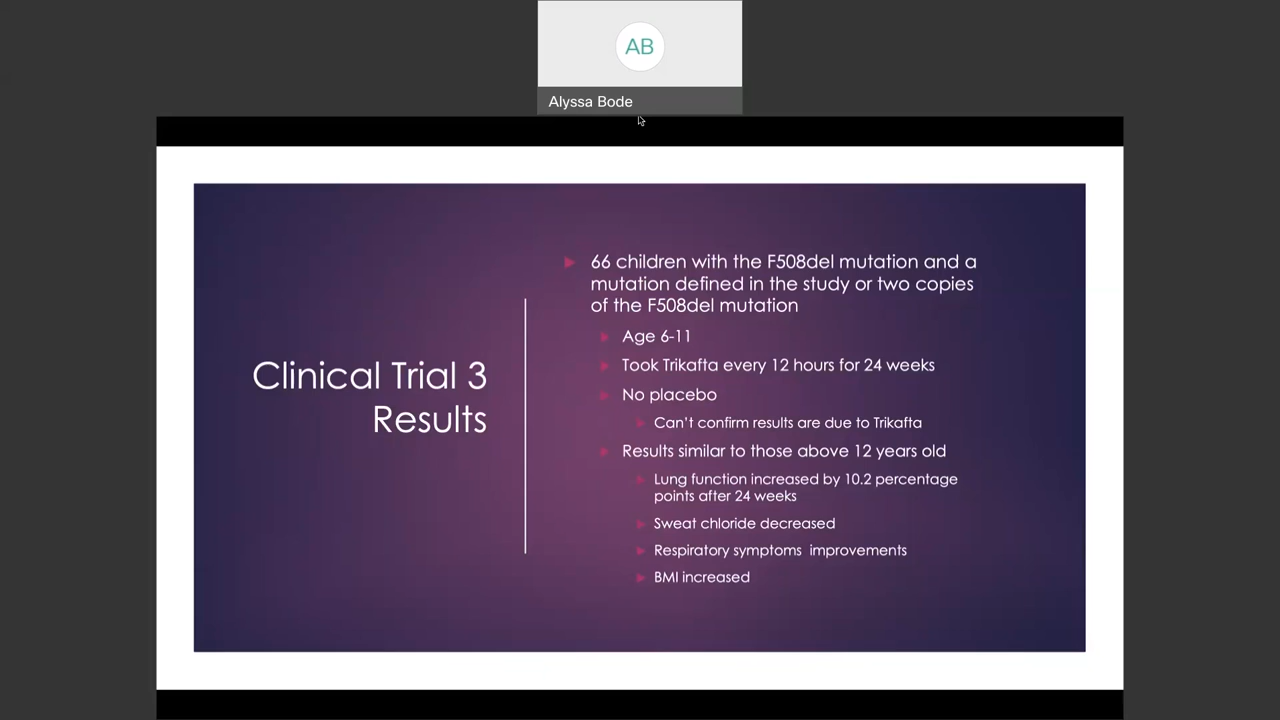 AB
Alyssa Bode
Clinical Trial 3
Results
66 children with the F508del mutation and a
mutation defined in the study or two copies
of the F508del mutation
Age 6-11
Took Trikafta every 12 hours for 24 weeks
No placebo
Can't confirm results are due to Trikafta
Results similar to those above 12 years old
Lung function increased by 10.2 percentage
points after 24 weeks
Sweat chloride decreased
Respiratory symptoms  improvements
BMI increased